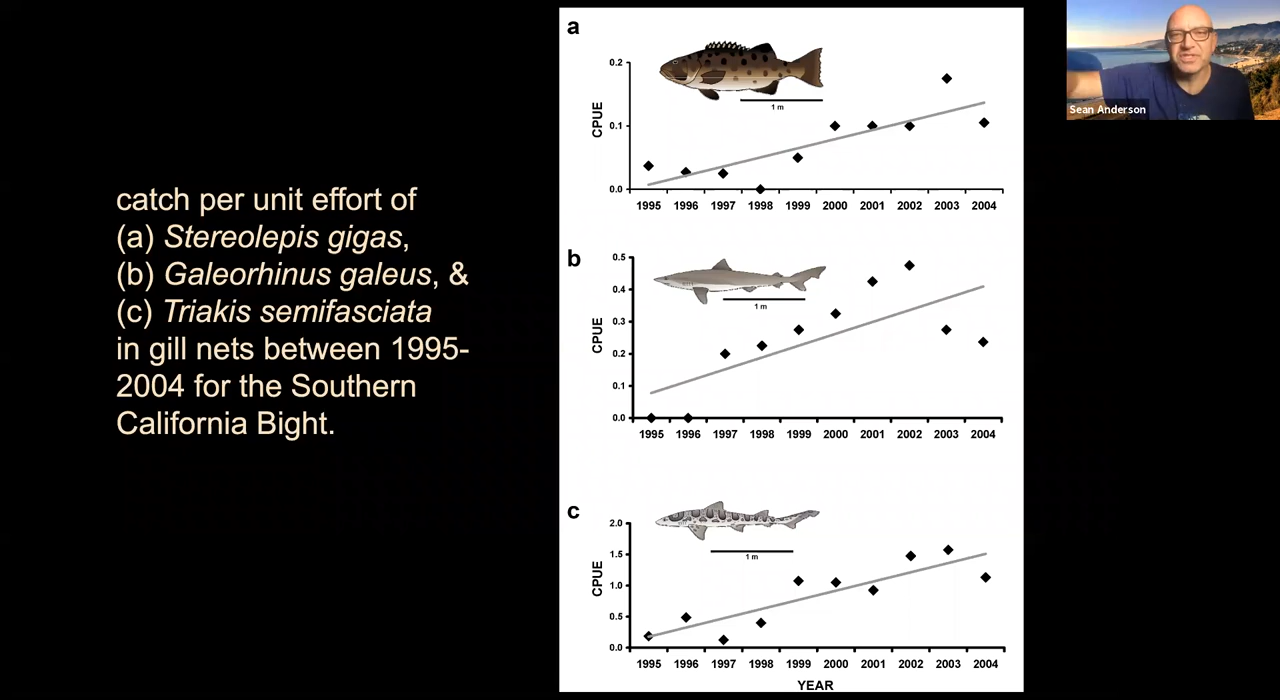 catch per unit effort of
(a) Stereolepis gigas,
(b) Galeorhinus galeus, &
(c) Triakis semifasciata
in gill nets between 1995-
2004 for the Southern
California Bight.
a
0.2
0.1
0.0
CPUE
1 m
1995 1996 1997 1998 1999 2000 2001 2002 2003 2004
b
0.5
0.4
0.3
0.2
0.1
0.0
CPUE
1 m
1995 1996 1997 1998 1999 2000 2001 2002 2003 2004
c
2.0
1.5
1.0
0.5
0.0
CPUE
1 m
1995 1996 1997 1998 1999 2000 2001 2002 2003 2004
YEAR
Sean Anderson